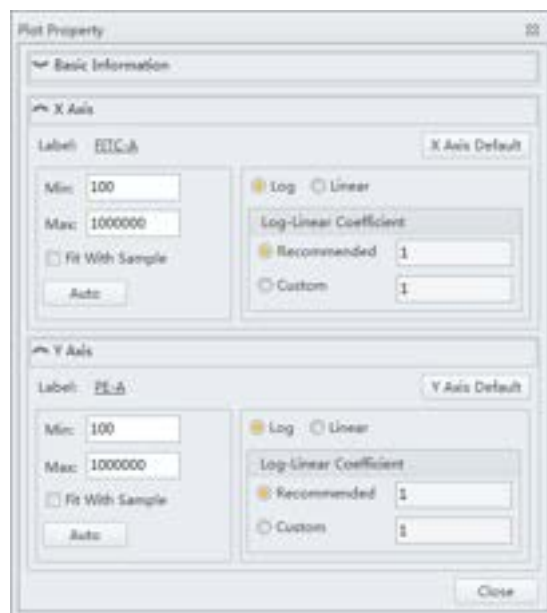 Plot Property
Basic Information
X Axis
Label: FITC-A
X Axis Default
Min: 100
Max: 1000000
Fit With Sample
Auto
Log Linear
Log-Linear Coefficient
Recommended 1
Custom 1
Y Axis
Label: PE-A
Y Axis Default
Min: 100
Max: 1000000
Fit With Sample
Auto
Log Linear
Log-Linear Coefficient
Recommended 1
Custom 1
Close